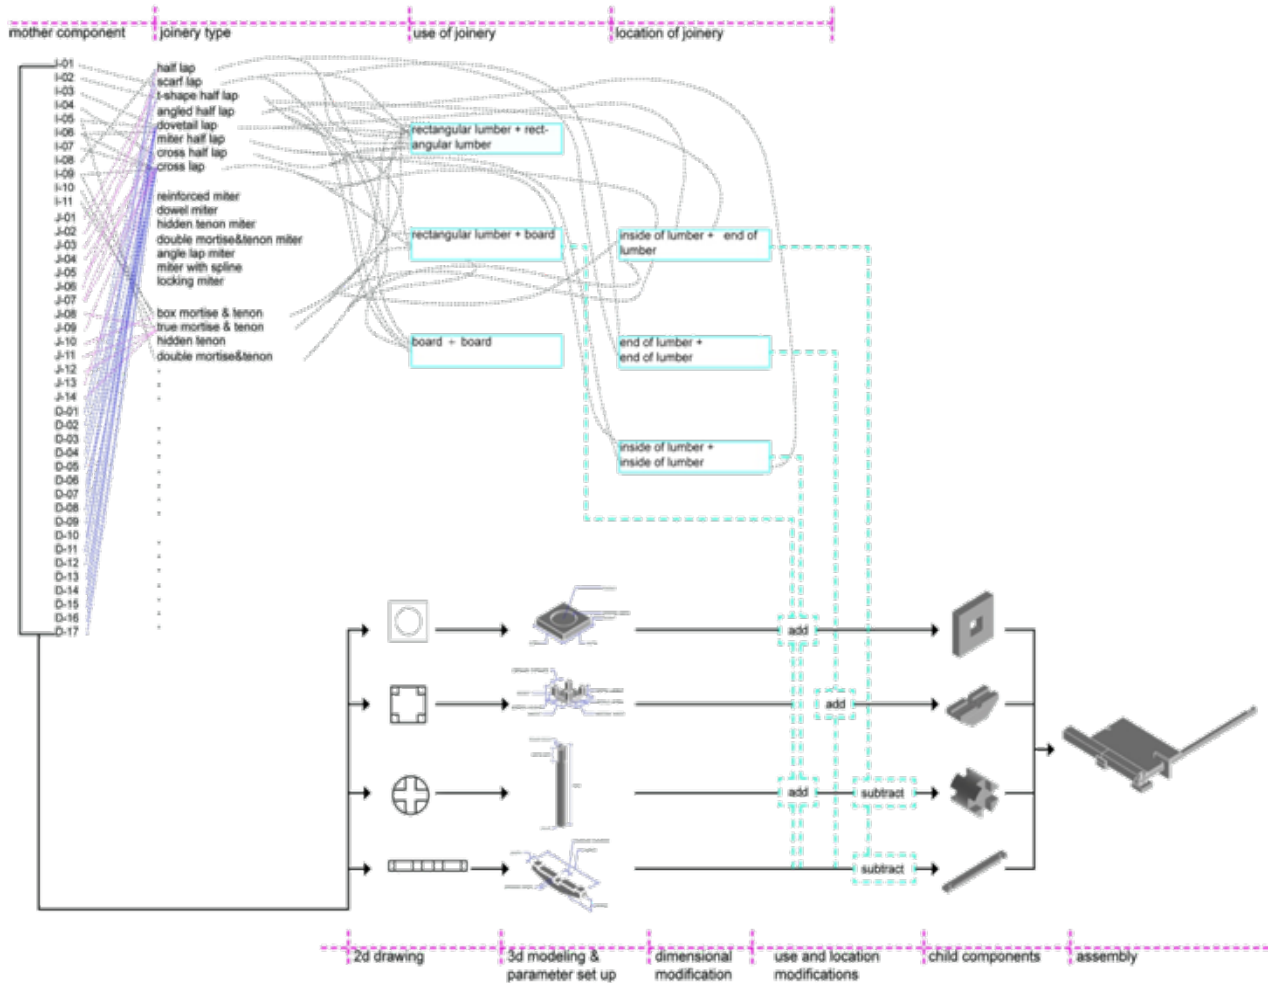 mother component
joinery type
use of joinery
location of joinery
I-01
I-02
I-03
I-04
I-05
I-06
I-07
I-08
I-09
I-10
I-11
J-01
J-02
J-03
J-04
J-05
J-06
J-07
J-08
J-09
J-10
J-11
J-12
J-13
J-14
D-01
D-02
D-03
D-04
D-05
D-06
D-07
D-08
D-09
D-10
D-11
D-12
D-13
D-14
D-15
D-16
D-17
half lap
scarf lap
t-shape half lap
angled half lap
dovetail lap
miter half lap
cross half lap
cross lap
reinforced miter
dowel miter
hidden tenon miter
double mortise&tenon miter
angle lap miter
miter with spline
locking miter
box mortise & tenon
true mortise & tenon
hidden tenon
double mortise&tenon
rectangular lumber + rect-
angular lumber
rectangular lumber + board
board + board
inside of lumber + end of
lumber
end of lumber +
end of lumber
inside of lumber +
inside of lumber
add
add
add
subtract
subtract
2d drawing
3d modeling &
parameter set up
dimensional
modification
use and location
modifications
child components
assembly